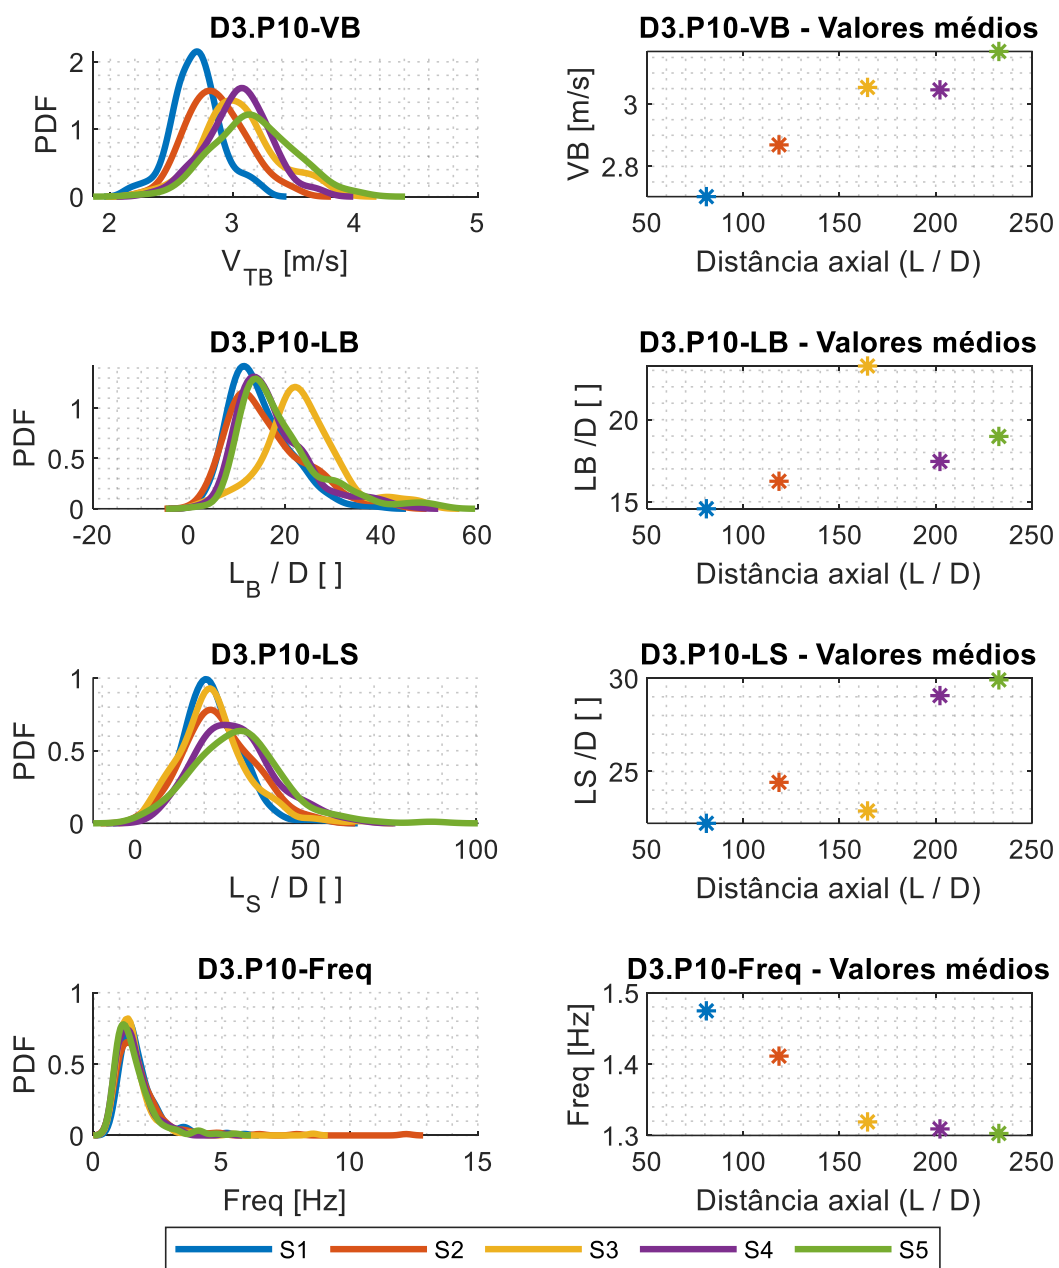 D3.P10-VB
PDF
2
1
0
2
3
4
5
V_TB [m/s]
D3.P10-VB - Valores médios
VB [m/s]
3
2.8
50
100
150
200
250
Distância axial (L / D)
D3.P10-LB
PDF
1
0.5
0
-20
0
20
40
60
L_B / D [ ]
D3.P10-LB - Valores médios
LB /D [ ]
20
15
50
100
150
200
250
Distância axial (L / D)
D3.P10-LS
PDF
1
0.5
0
0
50
100
L_S / D [ ]
D3.P10-LS - Valores médios
LS /D [ ]
30
25
50
100
150
200
250
Distância axial (L / D)
D3.P10-Freq
PDF
1
0.5
0
0
5
10
15
Freq [Hz]
D3.P10-Freq - Valores médios
Freq [Hz]
1.5
1.4
1.3
50
100
150
200
250
Distância axial (L / D)
S1
S2
S3
S4
S5